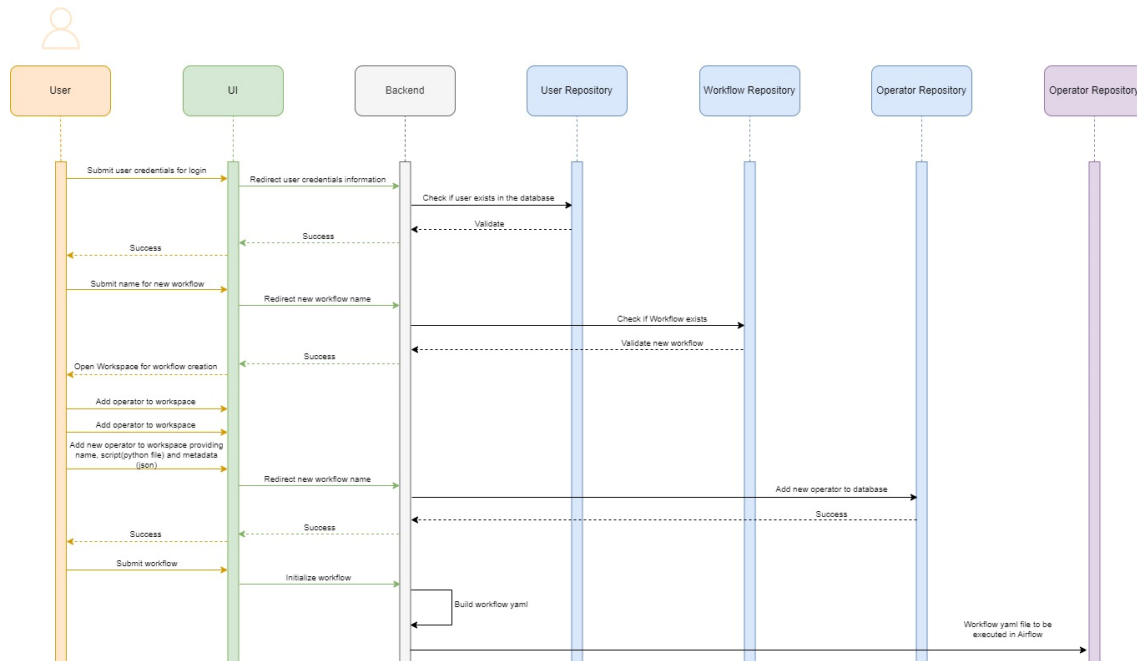 User
UI
Backend
User Repository
Workflow Repository
Operator Repository
Operator Repository
Submit user credentials for login
Redirect user credentials information
Check if user exists in the database
Validate
Success
Success
Submit name for new workflow
Redirect new workflow name
Check if Workflow exists
Validate new workflow
Success
Open Workspace for workflow creation
Add operator to workspace
Add operator to workspace
Add new operator to workspace providing
name, script(python file) and metadata
(json)
Redirect new workflow name
Add new operator to database
Success
Success
Success
Submit workflow
Initialize workflow
Build workflow yaml
Workflow yaml file to be
executed in Airflow